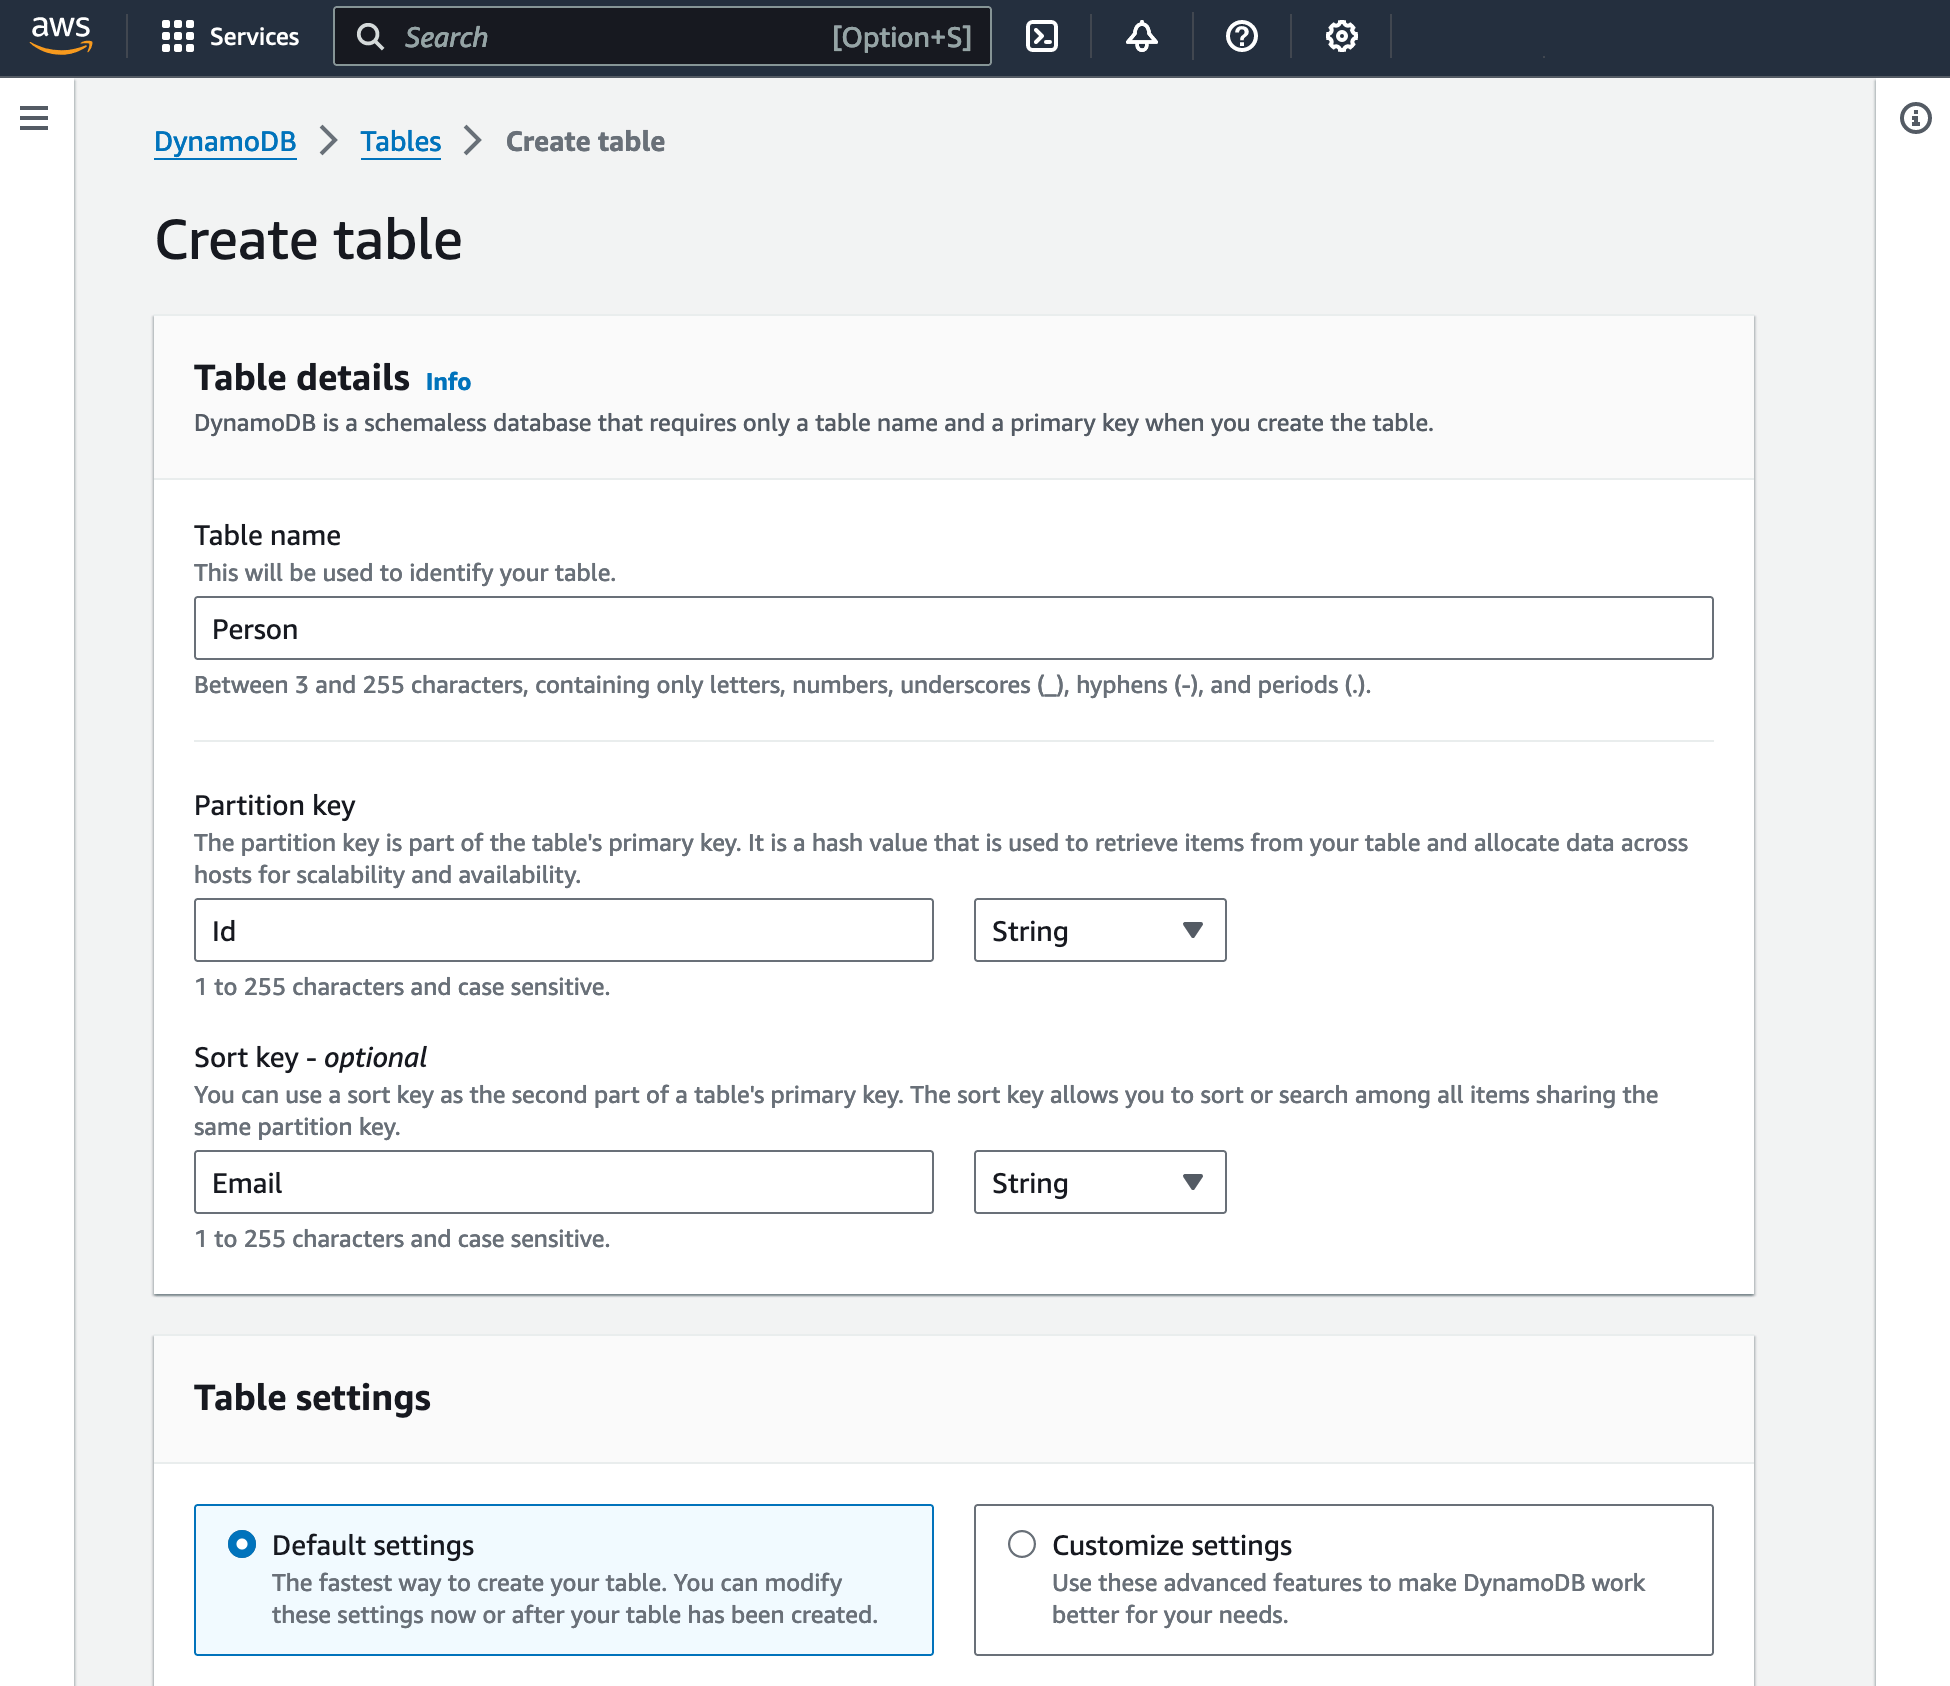 aws
Services
Search [Option+S]
DynamoDB > Tables > Create table
Create table
Table details Info
DynamoDB is a schemaless database that requires only a table name and a primary key when you create the table.
Table name
This will be used to identify your table.
Person
Between 3 and 255 characters, containing only letters, numbers, underscores (_), hyphens (-), and periods (.).
Partition key
The partition key is part of the table's primary key. It is a hash value that is used to retrieve items from your table and allocate data across
hosts for scalability and availability.
Id String
1 to 255 characters and case sensitive.
Sort key - optional
You can use a sort key as the second part of a table's primary key. The sort key allows you to sort or search among all items sharing the
same partition key.
Email String
1 to 255 characters and case sensitive.
Table settings
Default settings
The fastest way to create your table. You can modify
these settings now or after your table has been created.
Customize settings
Use these advanced features to make DynamoDB work
better for your needs.